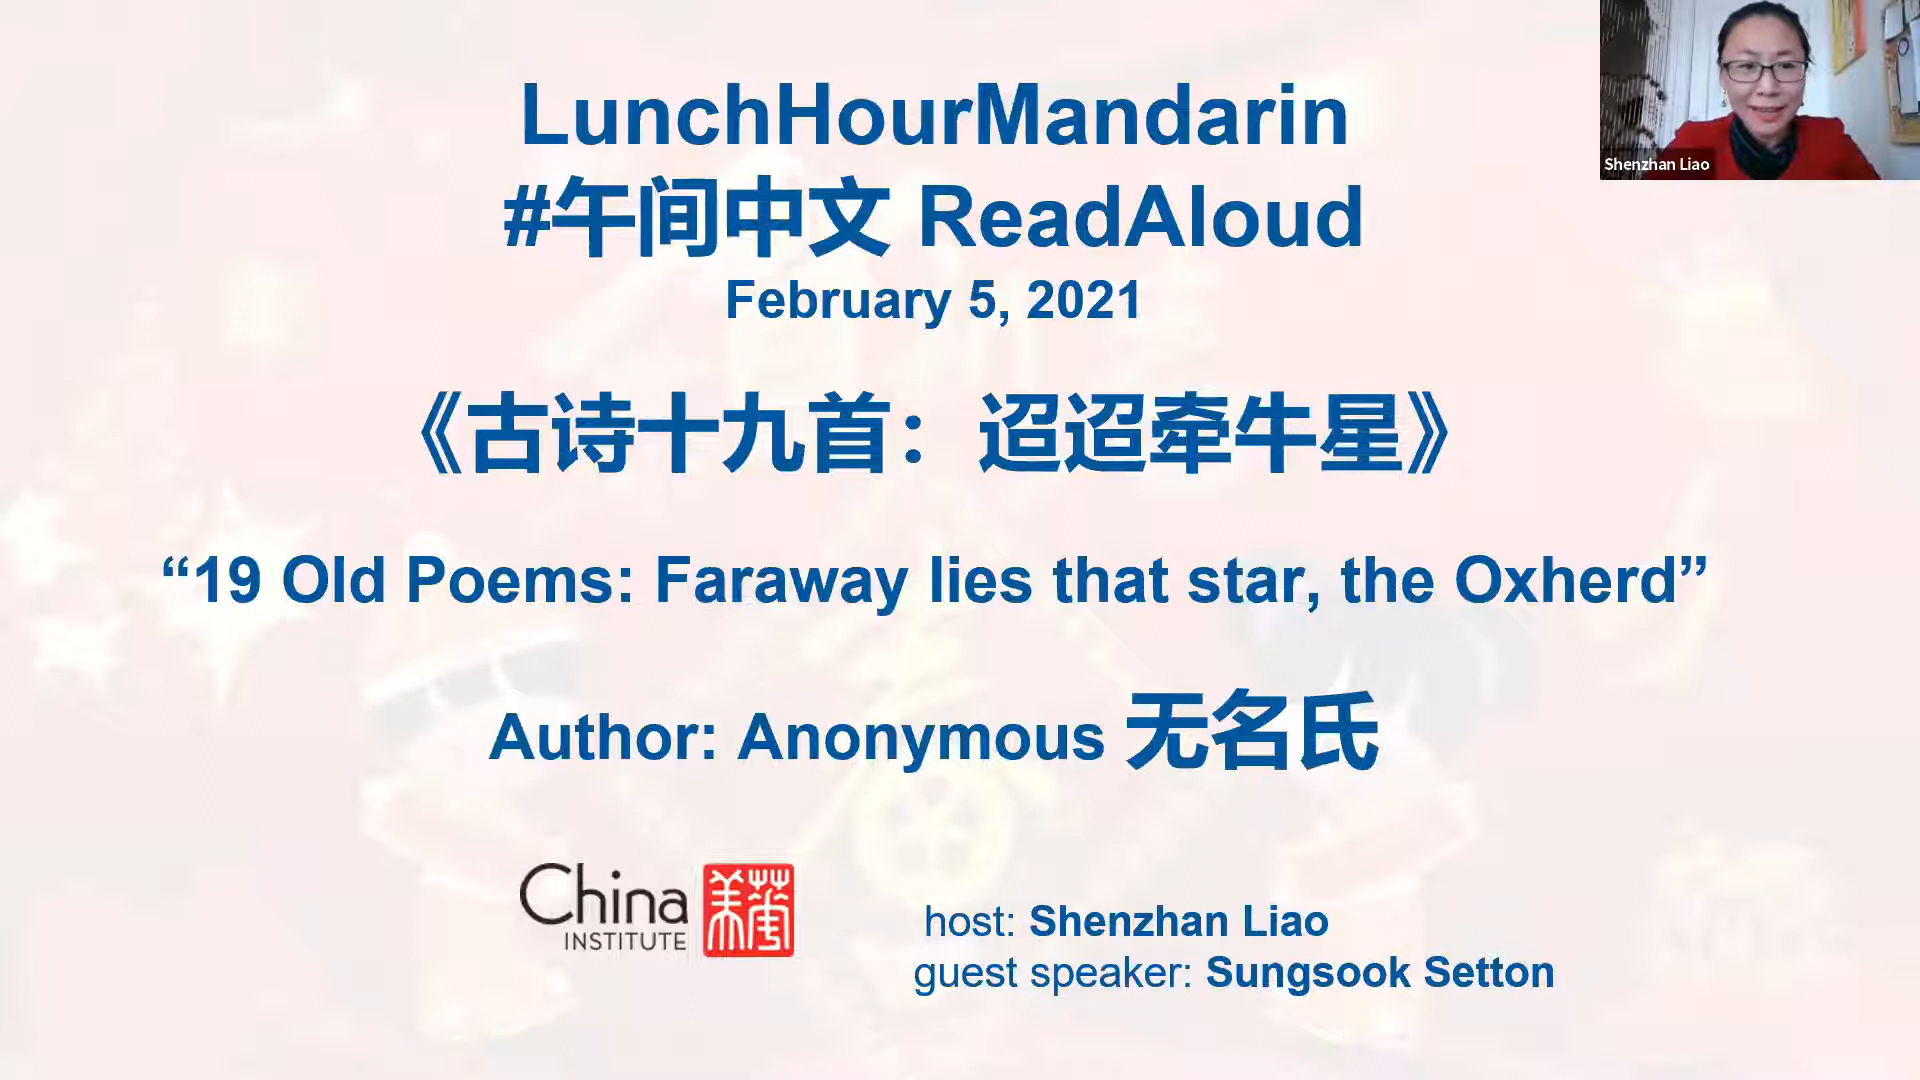 LunchHourMandarin
#午间中文 ReadAloud
February 5, 2021
《古诗十九首：迢迢牵牛星》
“19 Old Poems: Faraway lies that star, the Oxherd”
Author: Anonymous 无名氏
China
INSTITUTE
host: Shenzhan Liao
guest speaker: Sungsook Setton
Shenzhan Liao